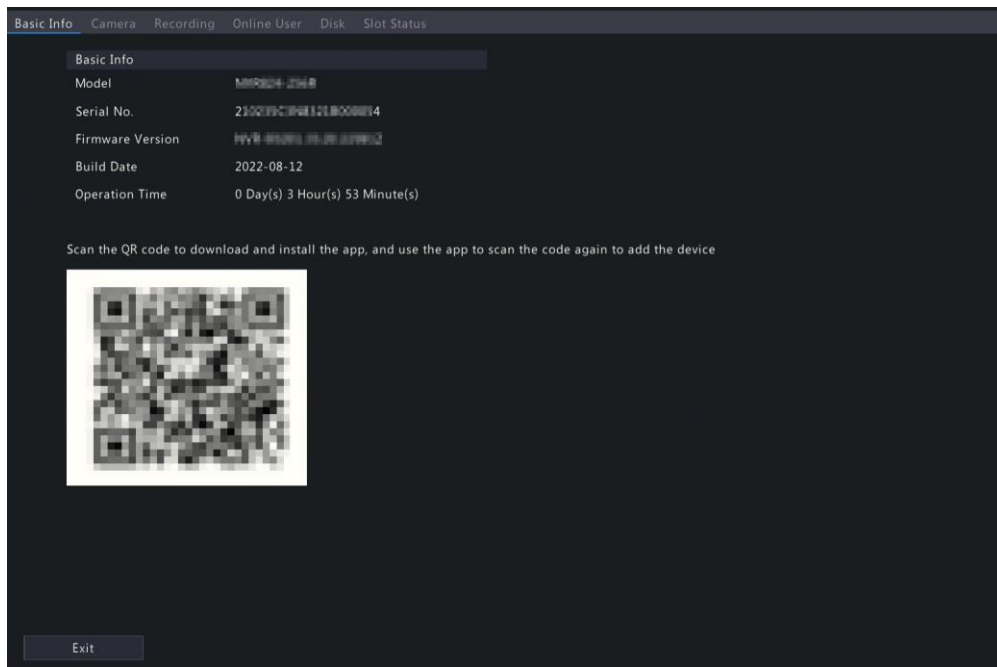 Basic Info Camera Recording Online User Disk Slot Status
Basic Info
Model
Serial No.
Firmware Version
Build Date 2022-08-12
Operation Time 0 Day(s) 3 Hour(s) 53 Minute(s)
Scan the QR code to download and install the app, and use the app to scan the code again to add the device
Exit